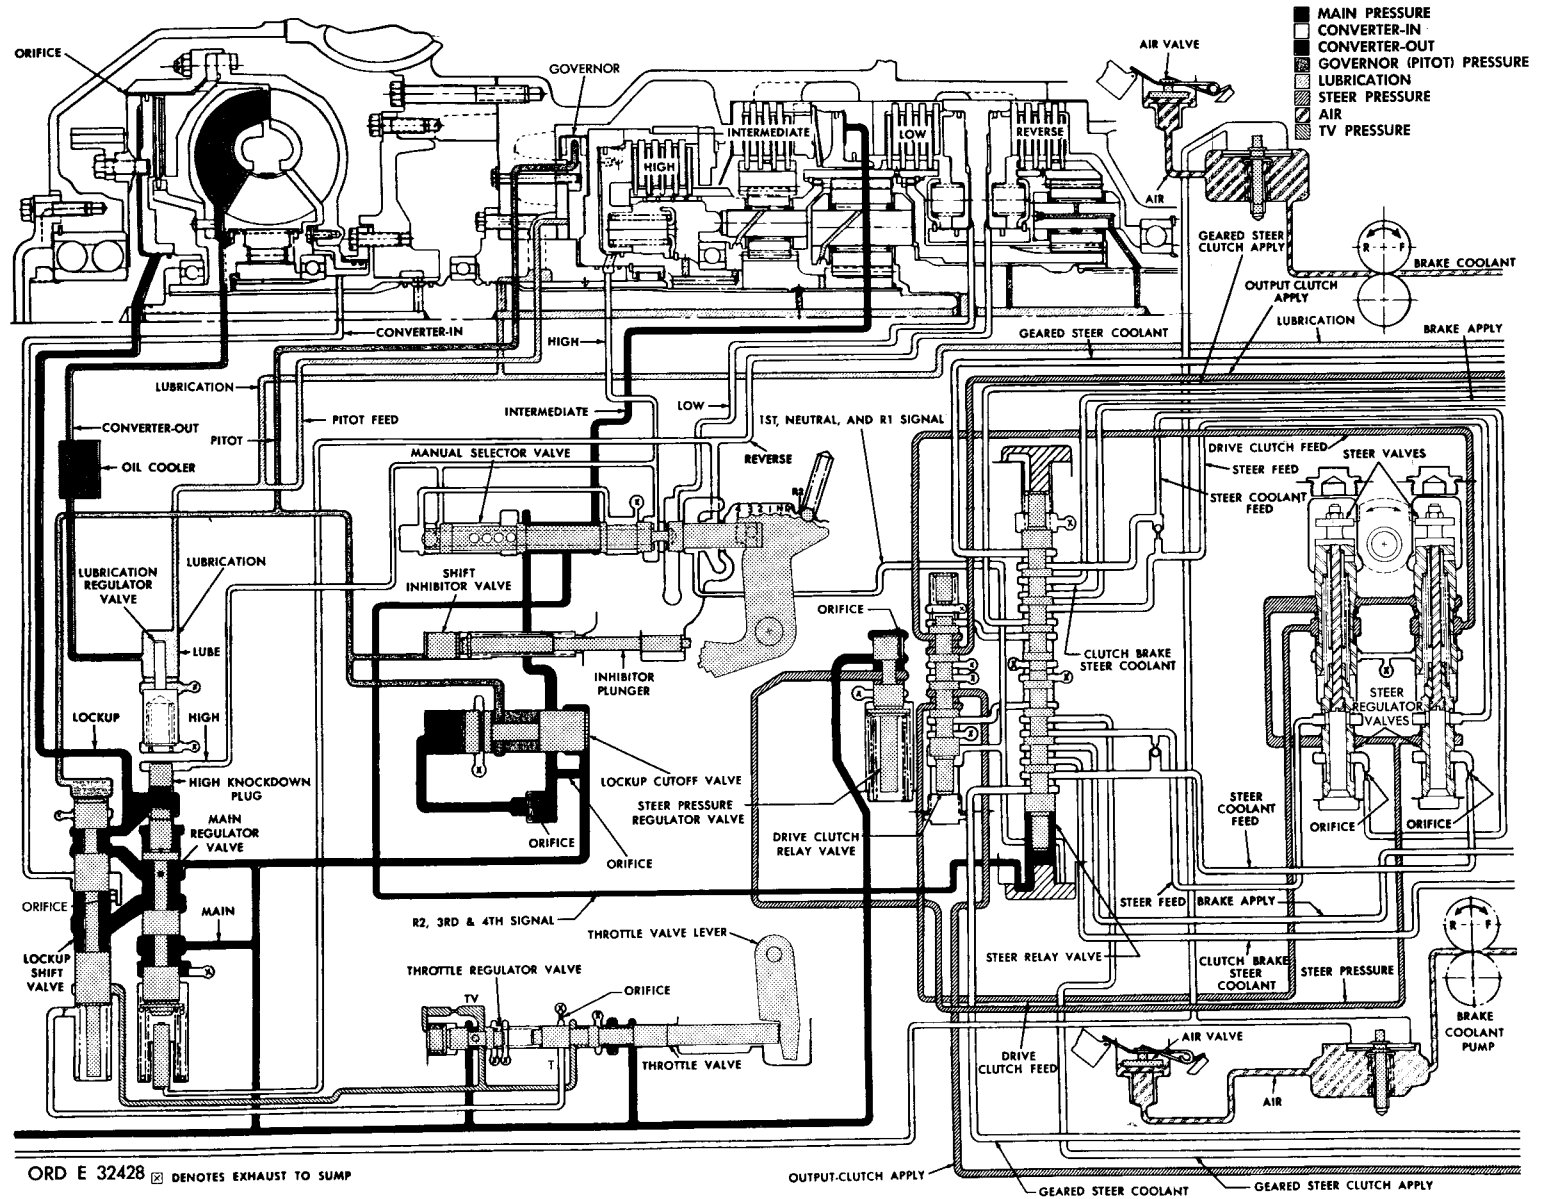 MAIN PRESSURE
CONVERTER-IN
CONVERTER-OUT
GOVERNOR (PITOT) PRESSURE
LUBRICATION
STEER PRESSURE
AIR
TV PRESSURE
ORIFICE
GOVERNOR
AIR VALVE
INTERMEDIATE
LOW
REVERSE
HIGH
AIR
GEARED STEER
CLUTCH APPLY
R F
BRAKE COOLANT
OUTPUT CLUTCH
APPLY
LUBRICATION
BRAKE APPLY
GEARED STEER COOLANT
CONVERTER-IN
HIGH
LUBRICATION
INTERMEDIATE
LOW
PITOT FEED
1ST, NEUTRAL, AND R1 SIGNAL
CONVERTER-OUT
PITOT
DRIVE CLUTCH FEED
STEER VALVES
MANUAL SELECTOR VALVE
REVERSE
OIL COOLER
STEER FEED
STEER COOLANT
FEED
R2
4 3 2 1 N
LUBRICATION
REGULATOR
VALVE
LUBRICATION
SHIFT
INHIBITOR VALVE
ORIFICE
LUBE
CLUTCH BRAKE
STEER COOLANT
INHIBITOR
PLUNGER
STEER
REGULATOR
VALVES
LOCKUP
HIGH
HIGH KNOCKDOWN
PLUG
LOCKUP CUTOFF VALVE
STEER PRESSURE
REGULATOR VALVE
STEER
COOLANT
FEED
MAIN
REGULATOR
VALVE
ORIFICE
ORIFICE
DRIVE CLUTCH
RELAY VALVE
ORIFICE
ORIFICE
ORIFICE
MAIN
R2, 3RD & 4TH SIGNAL
STEER FEED
BRAKE APPLY
THROTTLE VALVE LEVER
R F
LOCKUP
SHIFT
VALVE
STEER RELAY VALVE
CLUTCH BRAKE
STEER
COOLANT
STEER PRESSURE
THROTTLE REGULATOR VALVE
ORIFICE
TV
BRAKE
COOLANT
PUMP
AIR VALVE
T
THROTTLE VALVE
DRIVE
CLUTCH FEED
AIR
ORD E 32428
x DENOTES EXHAUST TO SUMP
OUTPUT-CLUTCH APPLY
GEARED STEER COOLANT
GEARED STEER CLUTCH APPLY